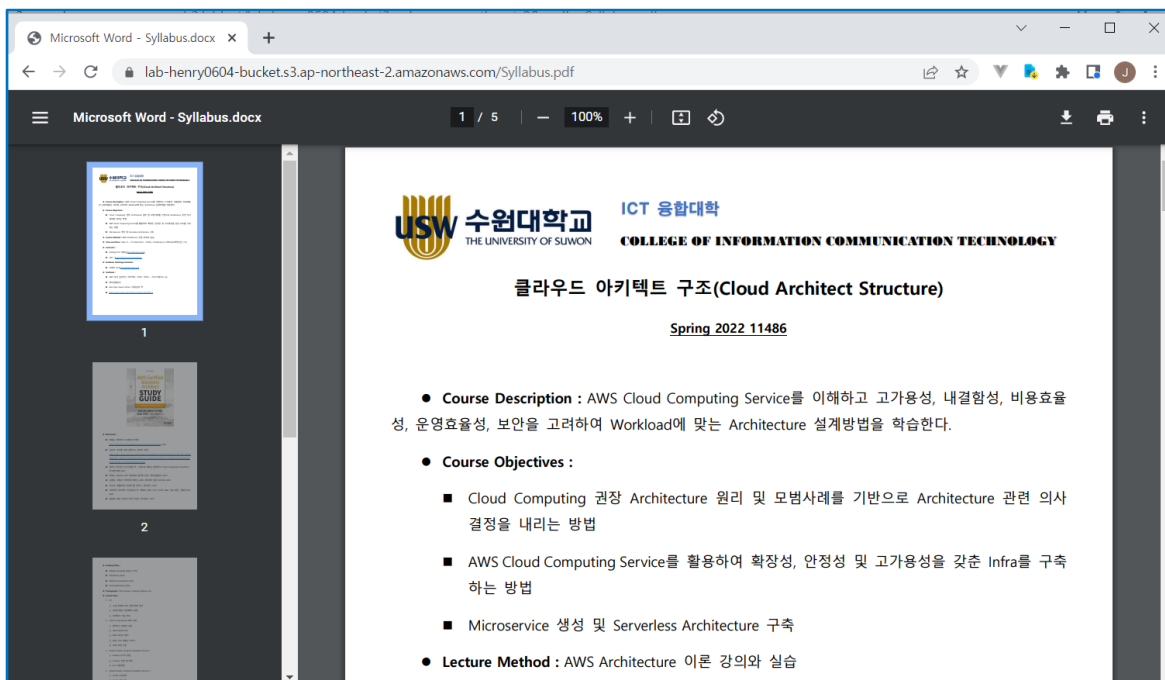 Microsoft Word - Syllabus.docx
lab-henry0604-bucket.s3.ap-northeast-2.amazonaws.com/Syllabus.pdf
J
Microsoft Word - Syllabus.docx
1 / 5
100%
1
STUDY
GUIDE
2
USW 수원대학교
THE UNIVERSITY OF SUWON
ICT 융합대학
COLLEGE OF INFORMATION COMMUNICATION TECHNOLOGY
클라우드 아키텍트 구조(Cloud Architect Structure)
Spring 2022 11486
● Course Description : AWS Cloud Computing Service를 이해하고 고가용성, 내결함성, 비용효율
성, 운영효율성, 보안을 고려하여 Workload에 맞는 Architecture 설계방법을 학습한다.
● Course Objectives :
■ Cloud Computing 권장 Architecture 원리 및 모범사례를 기반으로 Architecture 관련 의사
결정을 내리는 방법
■ AWS Cloud Computing Service를 활용하여 확장성, 안정성 및 고가용성을 갖춘 Infra를 구축
하는 방법
■ Microservice 생성 및 Serverless Architecture 구축
● Lecture Method : AWS Architecture 이론 강의와 실습